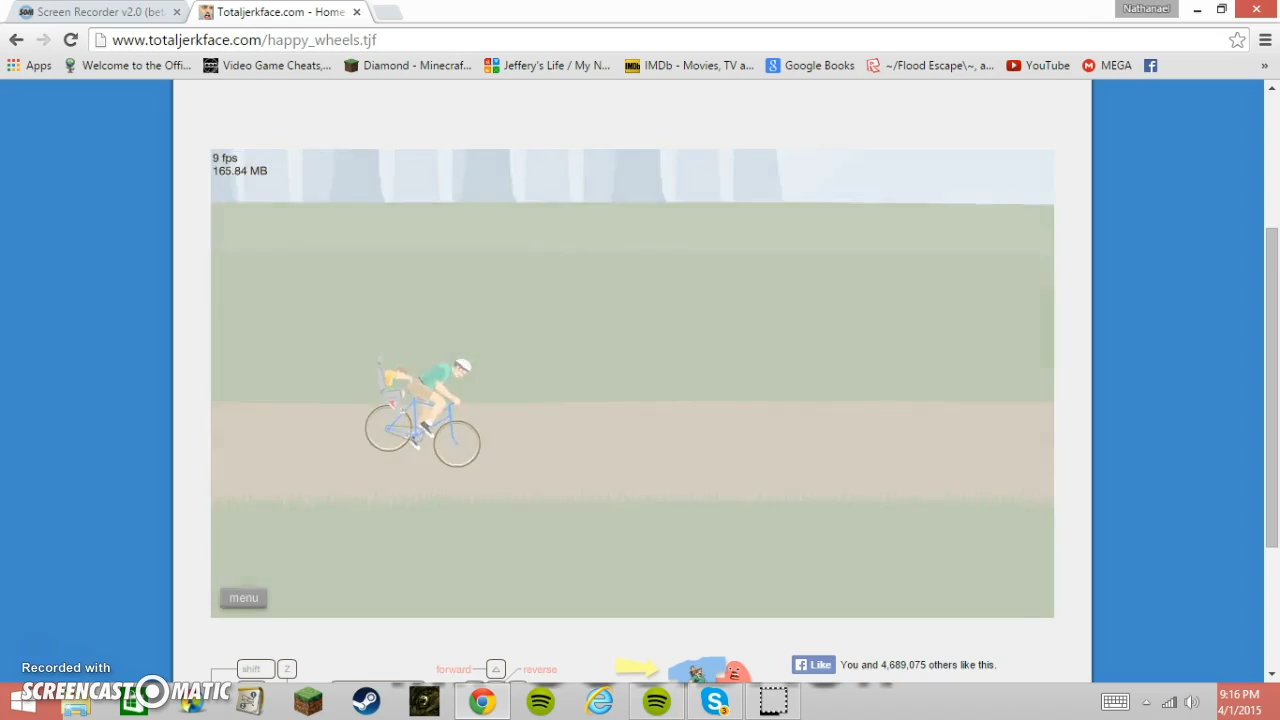 Screen Recorder v2.0 (bet
Totaljerkface.com - Home
Nathanael
www.totaljerkface.com/happy_wheels.tjf
Apps
Welcome to the Offi...
Video Game Cheats,...
Diamond - Minecraf...
Jeffery's Life / My N...
IMDb - Movies, TV a...
Google Books
~/Flood Escape\~, a...
YouTube
MEGA
»
9 fps
165.84 MB
menu
shift
Z
forward
reverse
Like
You and 4,689,075 others like this.
Recorded with
SCREENCAST-O-MATIC
9:16 PM
4/1/2015